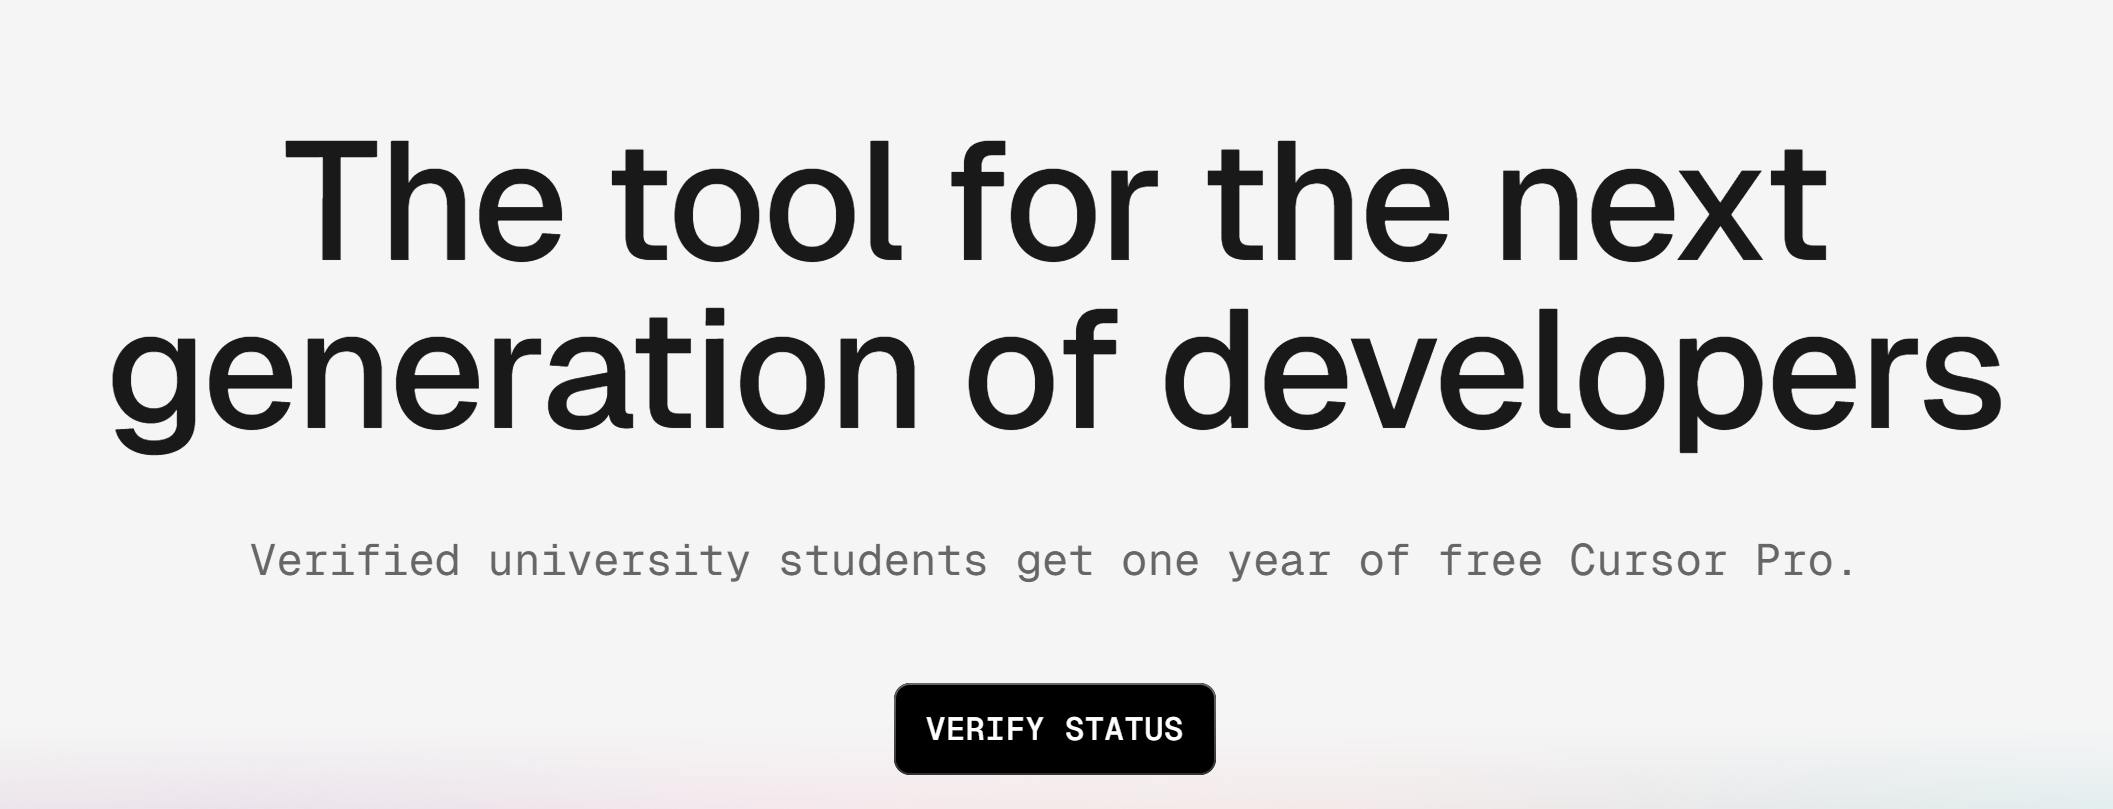 The tool for the next
generation of developers
Verified university students get one year of free Cursor Pro.
VERIFY STATUS